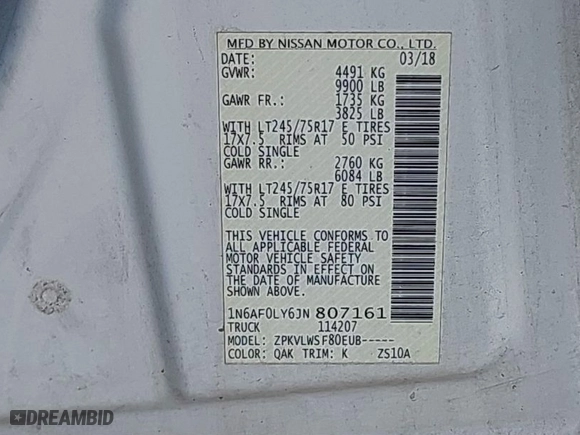 MFD BY NISSAN MOTOR CO., LTD.
DATE: 03/18
GVWR: 4491 KG
9900 LB
GAWR FR.: 1735 KG
3825 LB
WITH LT245/75R17 E TIRES
17X7.5 RIMS AT 50 PSI
COLD SINGLE
GAWR RR.: 2760 KG
6084 LB
WITH LT245/75R17 E TIRES
17X7.5 RIMS AT 80 PSI
COLD SINGLE
THIS VEHICLE CONFORMS TO
ALL APPLICABLE FEDERAL
MOTOR VEHICLE SAFETY
STANDARDS IN EFFECT ON
THE DATE OF MANUFACTURE
SHOWN ABOVE.
1N6AF0LY6JN 807161
TRUCK 114207
MODEL: ZPKVLWSF80EUB-----
COLOR: QAK TRIM: K ZS10A
DREAMBID